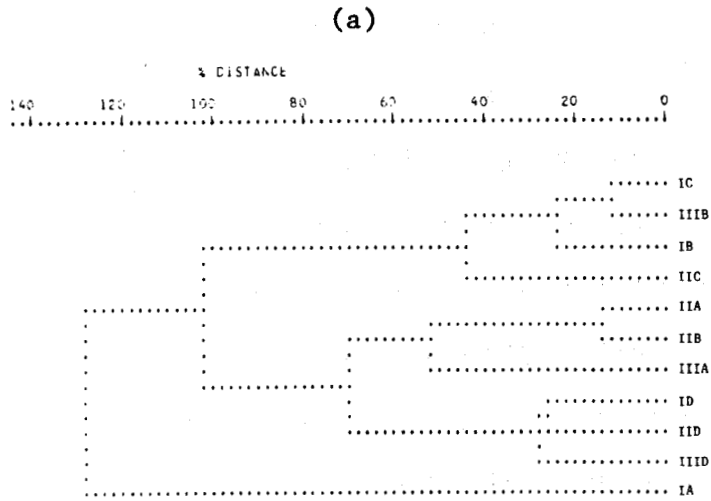 (a)
% DISTANCE
140 120 100 80 60 40 20 0
IC
IIIB
IB
IIC
IIA
IIB
IIIA
ID
IID
IIID
IA